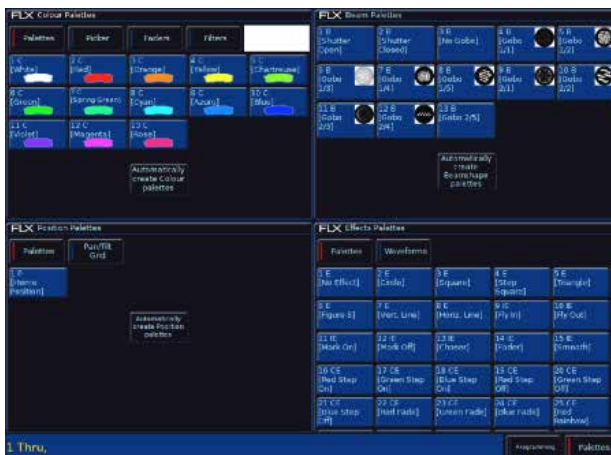 FLX Colour Palettes
Palettes Picker Faders Filters
1 C [White]
2 C [Red]
3 C [Orange]
4 C [Yellow]
5 C [Chartreuse]
6 C [Green]
7 C [Spring Green]
8 C [Cyan]
9 C [Azure]
10 C [Blue]
11 C [Violet]
12 C [Magenta]
13 C [Rose]
Automatically
create Colour
palettes
FLX Beam Palettes
1 B [Shutter Open]
2 B [Shutter Closed]
3 B [No Gobo]
4 B [Gobo 1/1]
5 B [Gobo 1/2]
6 B [Gobo 1/3]
7 B [Gobo 1/4]
8 B [Gobo 1/5]
9 B [Gobo 2/1]
10 B [Gobo 2/2]
11 B [Gobo 2/3]
12 B [Gobo 2/4]
13 B [Gobo 2/5]
Automatically
create
Beamshape
palettes
FLX Position Palettes
Palettes Pan/Tilt Grid
1 P [Home Position]
Automatically
create Position
palettes
FLX Effects Palettes
Palettes Waveforms
1 E [No Effect]
2 E [Circle]
3 E [Square]
4 E [Step Square]
5 E [Triangle]
6 E [Figure 8]
7 E [Vert. Line]
8 E [Horiz. Line]
9 IE [Fly In]
10 IE [Fly Out]
11 IE [Mark On]
12 IE [Mark Off]
13 IE [Chaser]
14 IE [Fader]
15 IE [Smooth]
16 CE [Red Step On]
17 CE [Green Step On]
18 CE [Blue Step On]
19 CE [Red Step Off]
20 CE [Green Step Off]
21 CE [Blue Step Off]
22 CE [Red Fade]
23 CE [Green Fade]
24 CE [Blue Fade]
25 CE [Red Rainbow]
1 Thru,
Programming Palettes